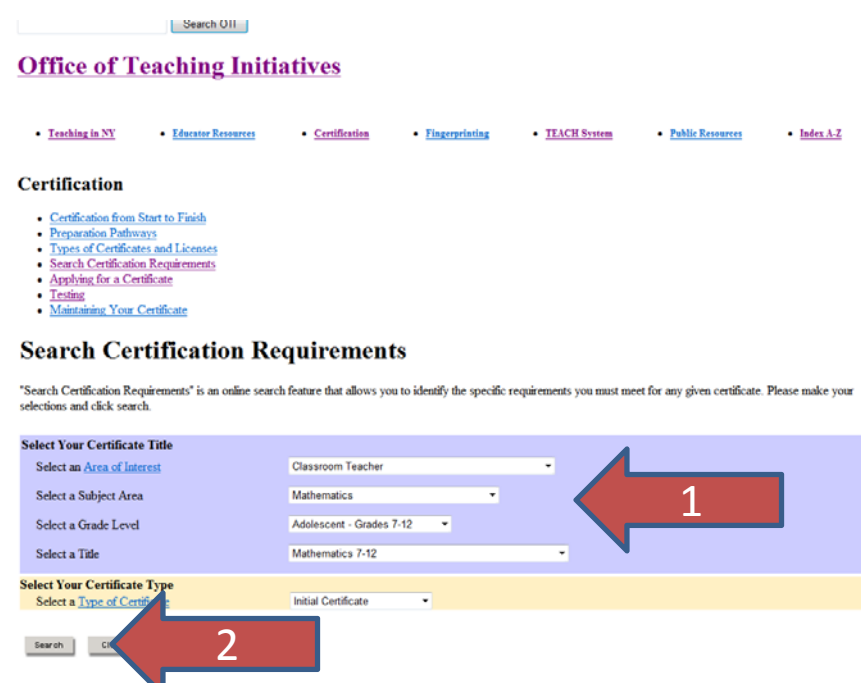 Search OTI
Office of Teaching Initiatives
• Teaching in NY • Educator Resources • Certification • Fingerprinting • TEACH System • Public Resources • Index A-Z
Certification
• Certification from Start to Finish
• Preparation Pathways
• Types of Certificates and Licenses
• Search Certification Requirements
• Applying for a Certificate
• Testing
• Maintaining Your Certificate
Search Certification Requirements
"Search Certification Requirements" is an online search feature that allows you to identify the specific requirements you must meet for any given certificate. Please make your
selections and click search.
Select Your Certificate Title
Select an Area of Interest Classroom Teacher
Select a Subject Area Mathematics
1
Select a Grade Level Adolescent - Grades 7-12
Select a Title Mathematics 7-12
Select Your Certificate Type
Select a Type of Certificate Initial Certificate
Search
2